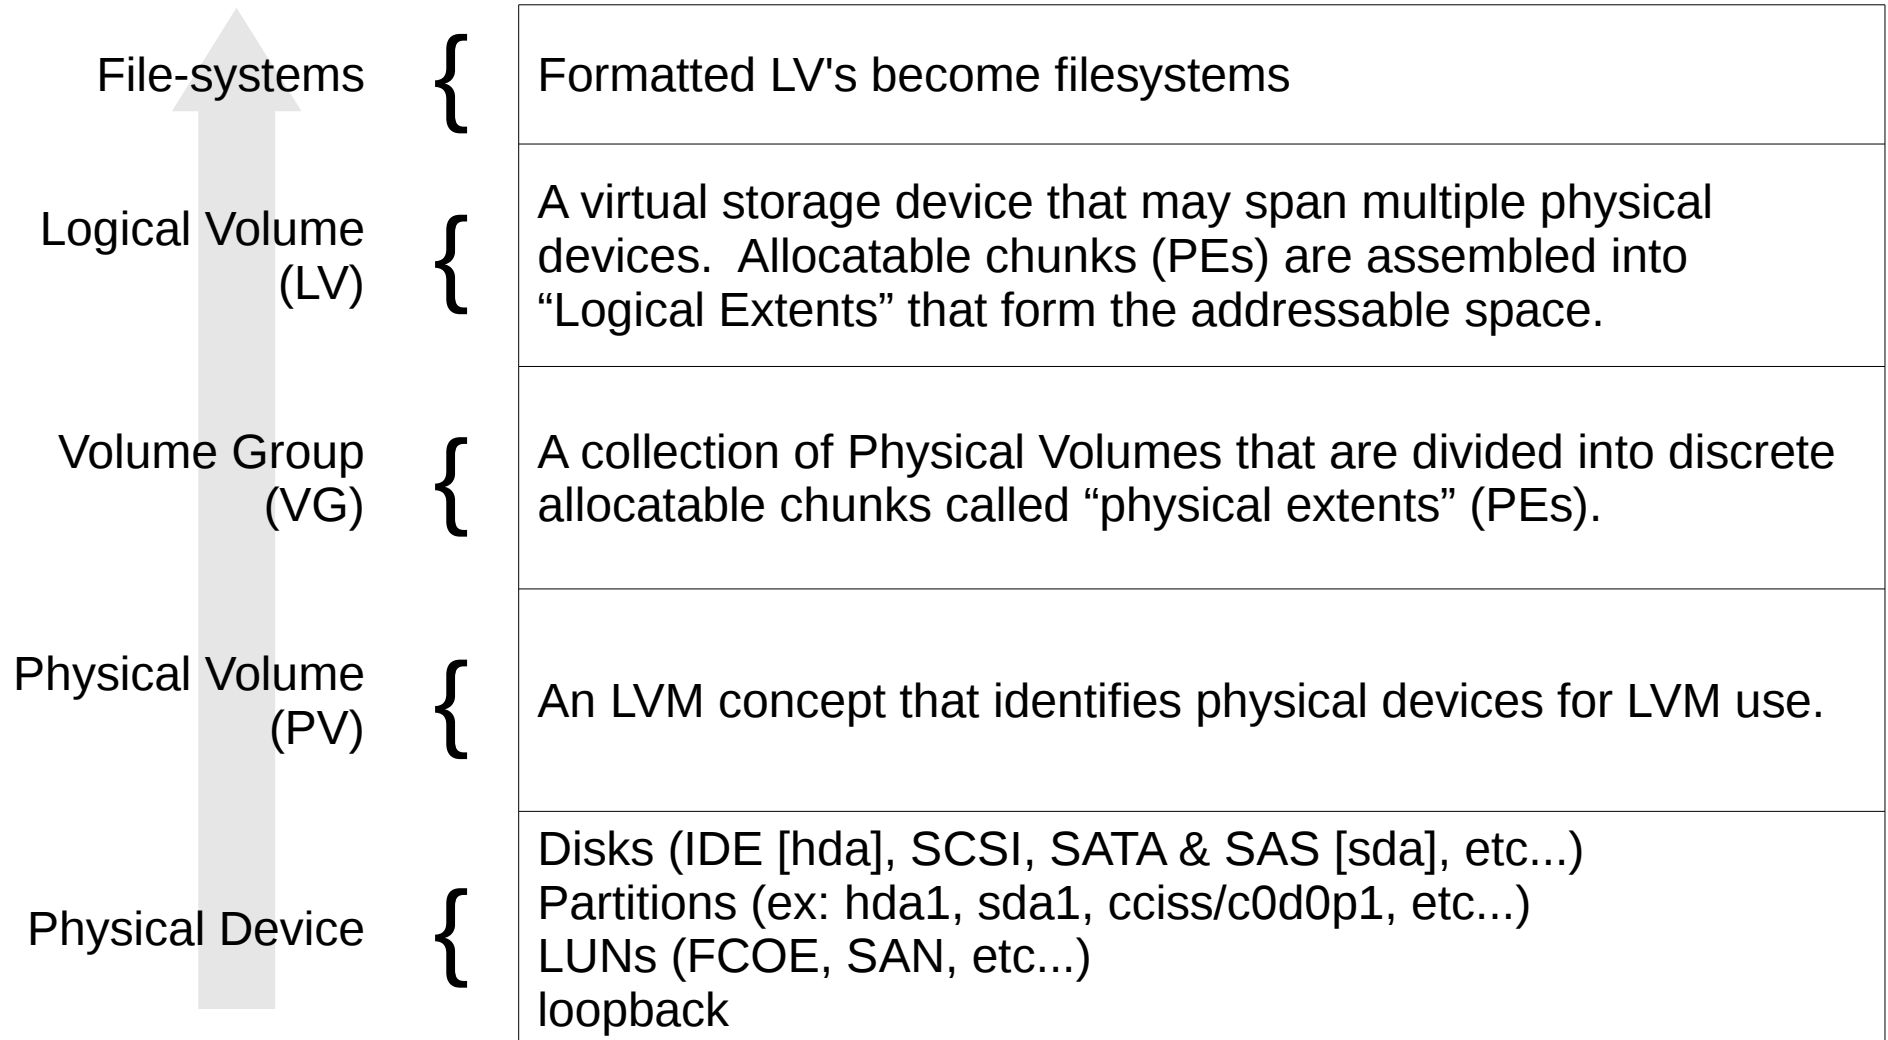 File-systems
{
Formatted LV's become filesystems
Logical Volume
(LV)
{
A virtual storage device that may span multiple physical
devices.  Allocatable chunks (PEs) are assembled into
“Logical Extents” that form the addressable space.
Volume Group
(VG)
{
A collection of Physical Volumes that are divided into discrete
allocatable chunks called “physical extents” (PEs).
Physical Volume
(PV)
{
An LVM concept that identifies physical devices for LVM use.
Physical Device
{
Disks (IDE [hda], SCSI, SATA & SAS [sda], etc...)
Partitions (ex: hda1, sda1, cciss/c0d0p1, etc...)
LUNs (FCOE, SAN, etc...)
loopback